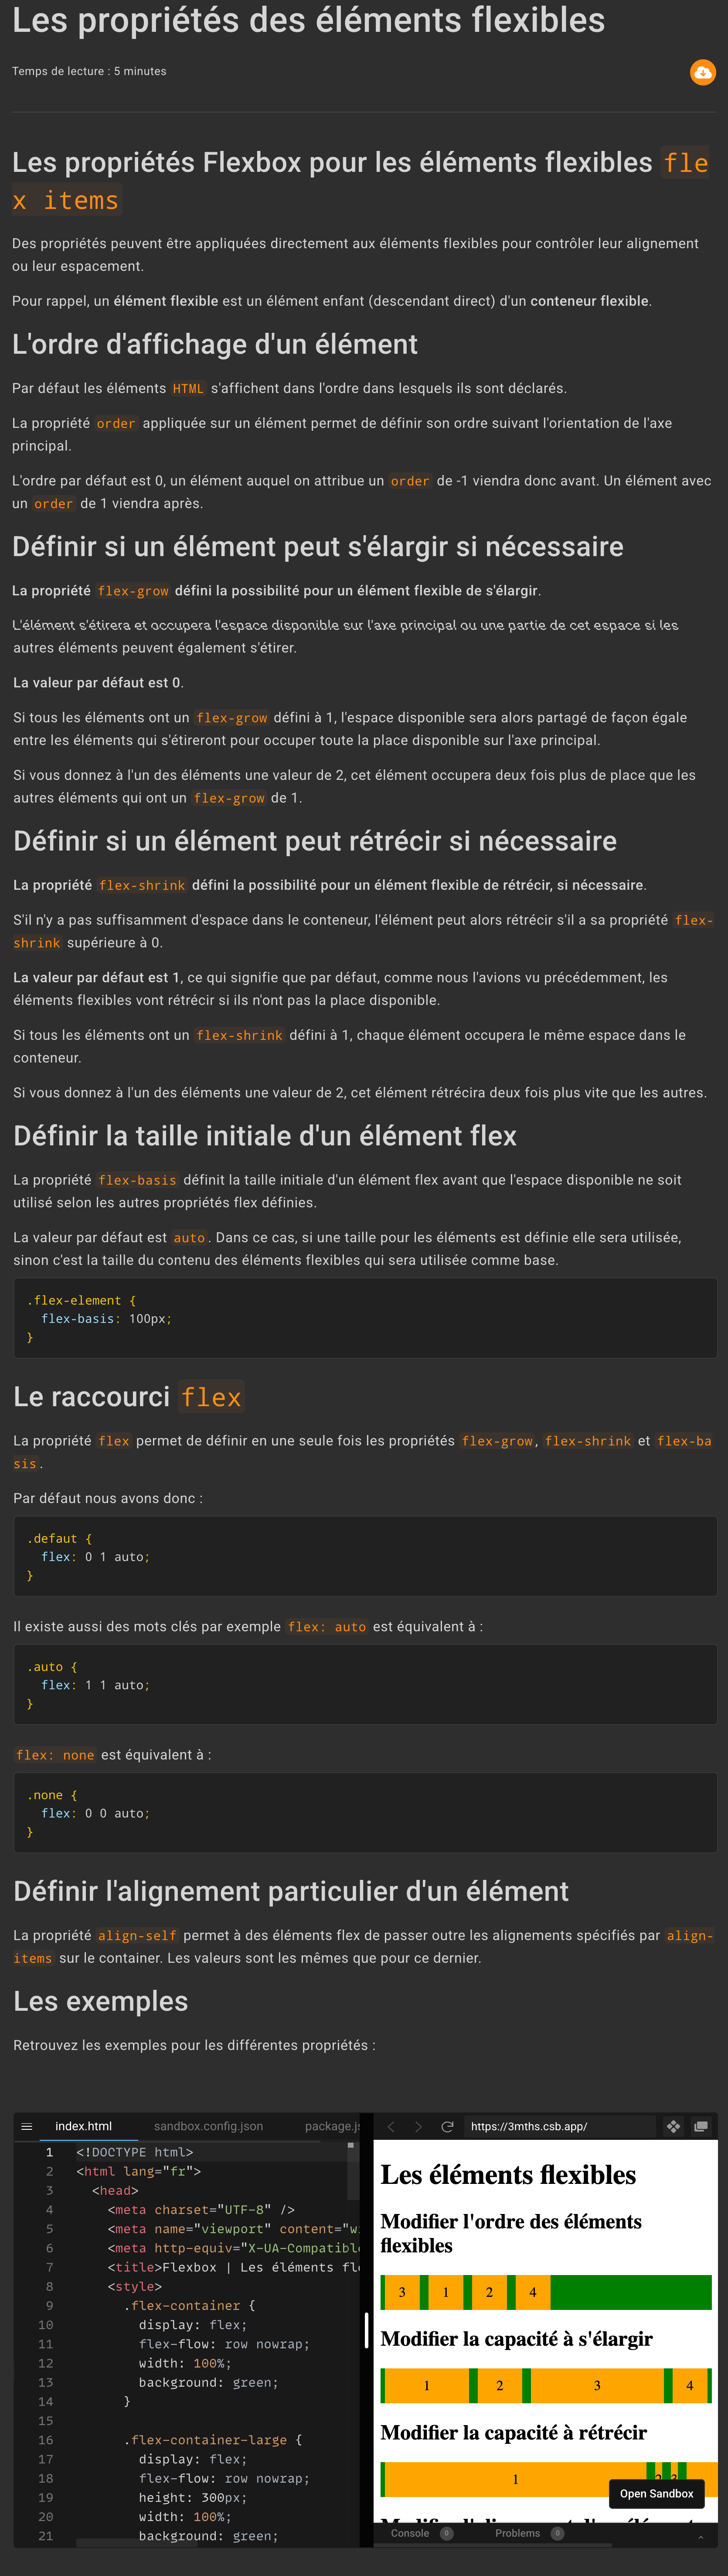 Les propriétés des éléments flexibles
Temps de lecture : 5 minutes
Les propriétés Flexbox pour les éléments flexibles fle
x items
Des propriétés peuvent être appliquées directement aux éléments flexibles pour contrôler leur alignement
ou leur espacement.
Pour rappel, un élément flexible est un élément enfant (descendant direct) d'un conteneur flexible.
L'ordre d'affichage d'un élément
Par défaut les éléments HTML s'affichent dans l'ordre dans lesquels ils sont déclarés.
La propriété order appliquée sur un élément permet de définir son ordre suivant l'orientation de l'axe
principal.
L'ordre par défaut est 0, un élément auquel on attribue un order de -1 viendra donc avant. Un élément avec
un order de 1 viendra après.
Définir si un élément peut s'élargir si nécessaire
La propriété flex-grow défini la possibilité pour un élément flexible de s'élargir.
L'élément s'étirera et occupera l'espace disponible sur l'axe principal ou une partie de cet espace si les
autres éléments peuvent également s'étirer.
La valeur par défaut est 0.
Si tous les éléments ont un flex-grow défini à 1, l'espace disponible sera alors partagé de façon égale
entre les éléments qui s'étireront pour occuper toute la place disponible sur l'axe principal.
Si vous donnez à l'un des éléments une valeur de 2, cet élément occupera deux fois plus de place que les
autres éléments qui ont un flex-grow de 1.
Définir si un élément peut rétrécir si nécessaire
La propriété flex-shrink défini la possibilité pour un élément flexible de rétrécir, si nécessaire.
S'il n'y a pas suffisamment d'espace dans le conteneur, l'élément peut alors rétrécir s'il a sa propriété flex-
shrink supérieure à 0.
La valeur par défaut est 1, ce qui signifie que par défaut, comme nous l'avions vu précédemment, les
éléments flexibles vont rétrécir si ils n'ont pas la place disponible.
Si tous les éléments ont un flex-shrink défini à 1, chaque élément occupera le même espace dans le
conteneur.
Si vous donnez à l'un des éléments une valeur de 2, cet élément rétrécira deux fois plus vite que les autres.
Définir la taille initiale d'un élément flex
La propriété flex-basis définit la taille initiale d'un élément flex avant que l'espace disponible ne soit
utilisé selon les autres propriétés flex définies.
La valeur par défaut est auto. Dans ce cas, si une taille pour les éléments est définie elle sera utilisée,
sinon c'est la taille du contenu des éléments flexibles qui sera utilisée comme base.
.flex-element {
flex-basis: 100px;
}
Le raccourci flex
La propriété flex permet de définir en une seule fois les propriétés flex-grow, flex-shrink et flex-ba
sis.
Par défaut nous avons donc :
.defaut {
flex: 0 1 auto;
}
Il existe aussi des mots clés par exemple flex: auto est équivalent à :
.auto {
flex: 1 1 auto;
}
flex: none est équivalent à :
.none {
flex: 0 0 auto;
}
Définir l'alignement particulier d'un élément
La propriété align-self permet à des éléments flex de passer outre les alignements spécifiés par align-
items sur le container. Les valeurs sont les mêmes que pour ce dernier.
Les exemples
Retrouvez les exemples pour les différentes propriétés :
index.html sandbox.config.json package.js
1 <!DOCTYPE html>
2 <html lang="fr">
3 <head>
4 <meta charset="UTF-8" />
5 <meta name="viewport" content="w
6 <meta http-equiv="X-UA-Compatible
7 <title>Flexbox | Les éléments fl
8 <style>
9 .flex-container {
10 display: flex;
11 flex-flow: row nowrap;
12 width: 100%;
13 background: green;
14 }
15
16 .flex-container-large {
17 display: flex;
18 flex-flow: row nowrap;
19 height: 300px;
20 width: 100%;
21 background: green;
https://3mths.csb.app/
Les éléments flexibles
Modifier l'ordre des éléments
flexibles
3 1 2 4
Modifier la capacité à s'élargir
1 2 3 4
Modifier la capacité à rétrécir
1 2 3
Open Sandbox
Console 0 Problems 0